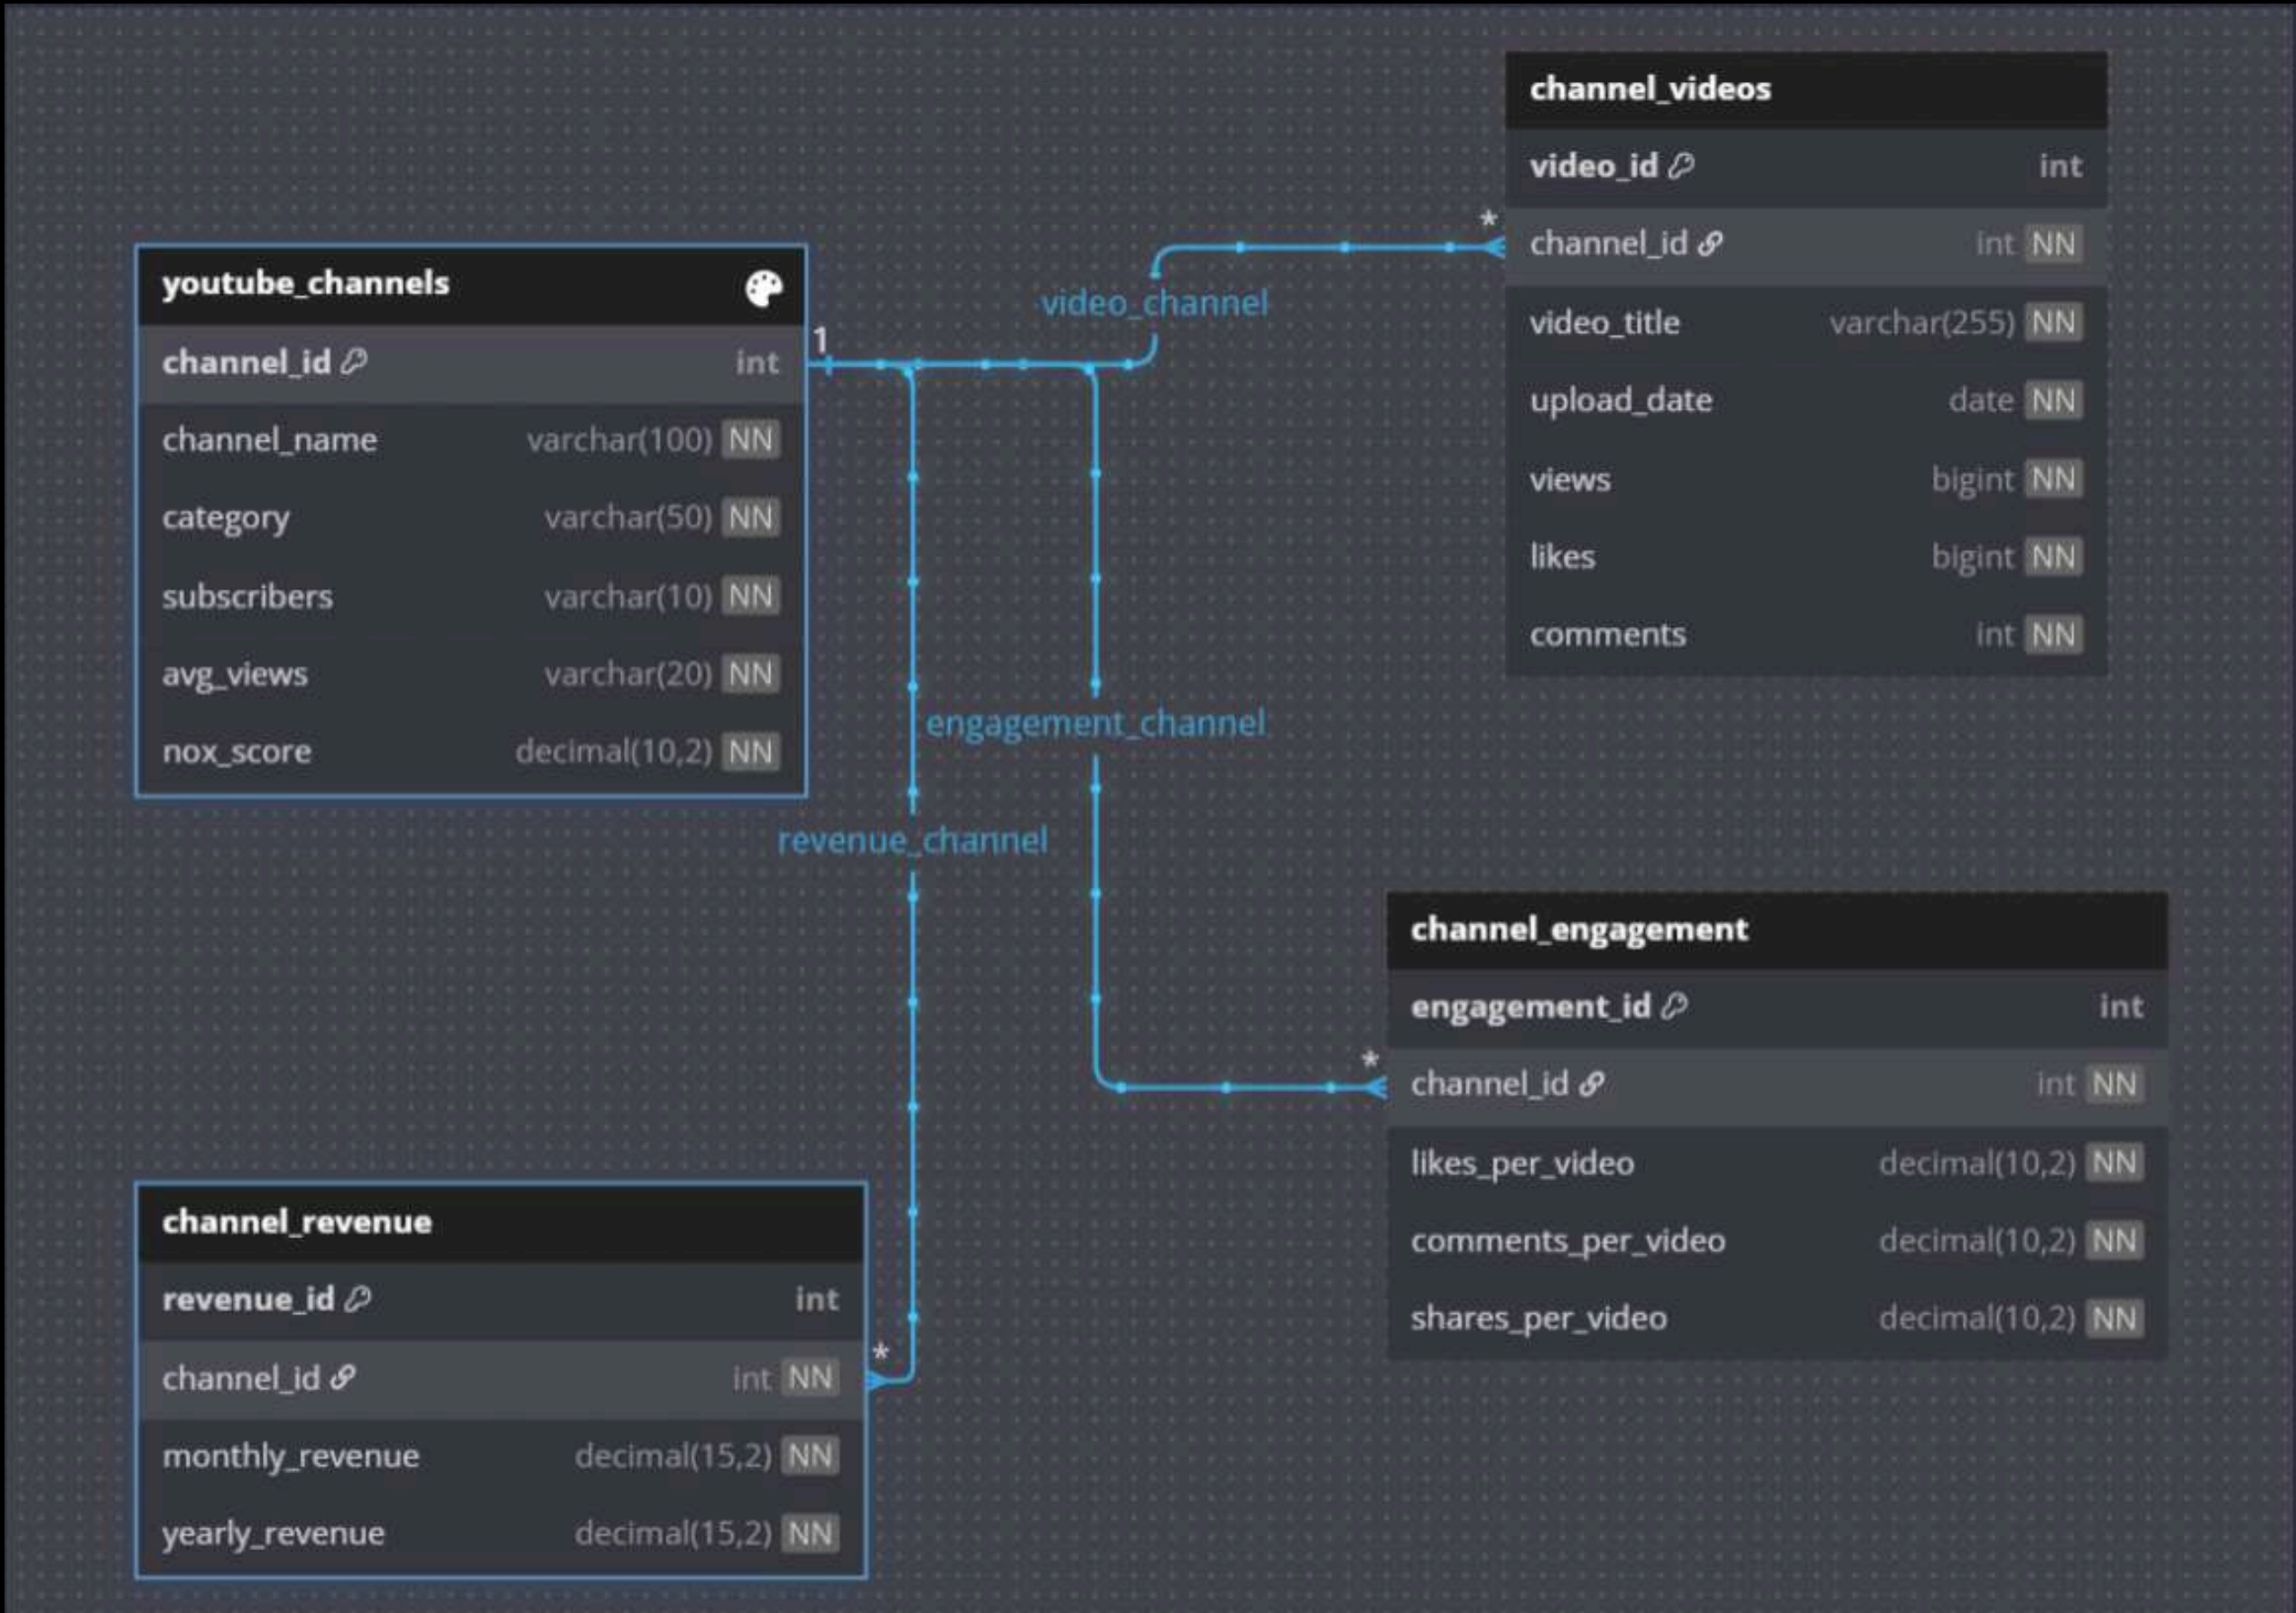 youtube_channels
channel_id int
channel_name varchar(100) NN
category varchar(50) NN
subscribers varchar(10) NN
avg_views varchar(20) NN
nox_score decimal(10,2) NN
1
video_channel
engagement_channel
revenue_channel
*
channel_videos
video_id int
channel_id int NN
video_title varchar(255) NN
upload_date date NN
views bigint NN
likes bigint NN
comments int NN
*
channel_engagement
engagement_id int
channel_id int NN
likes_per_video decimal(10,2) NN
comments_per_video decimal(10,2) NN
shares_per_video decimal(10,2) NN
channel_revenue
revenue_id int
*
channel_id int NN
monthly_revenue decimal(15,2) NN
yearly_revenue decimal(15,2) NN